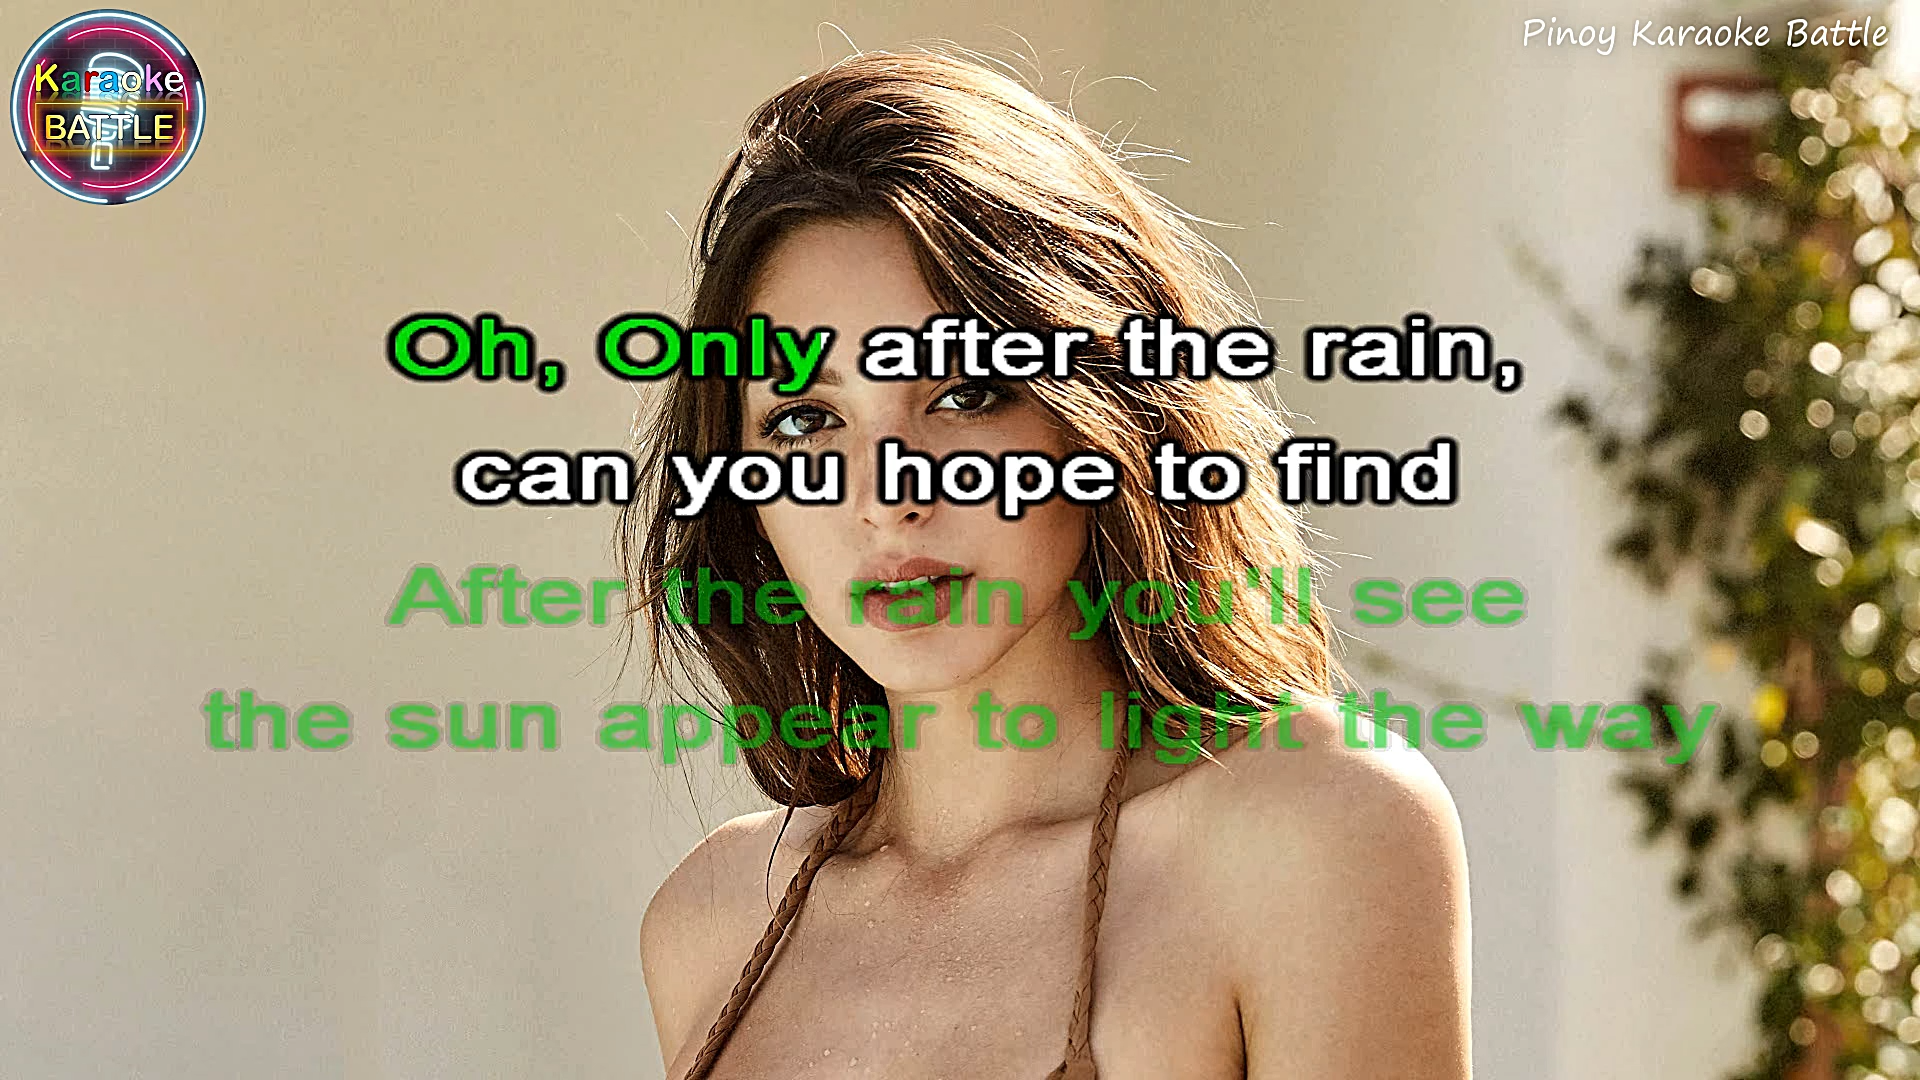 Karaoke
BATTLE
Pinoy Karaoke Battle
Oh, Only after the rain,
can you hope to find
After the rain you'll see
the sun appear to light the way